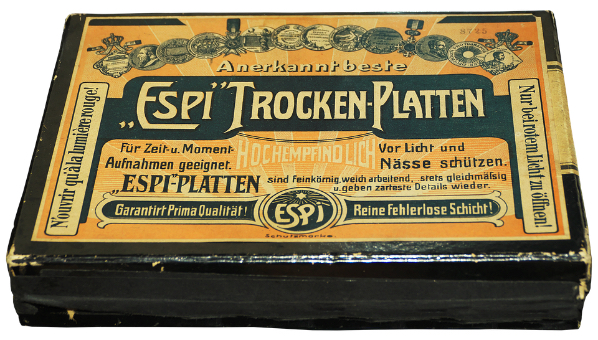 8725
Anerkannt beste
„ESPI" TROCKEN-PLATTEN
Für Zeit- u. Moment-
Aufnahmen geeignet.
HOCHEMPFINDLICH
Vor Licht und
Nässe schützen.
„ESPI"-PLATTEN
sind feinkörnig, weich arbeitend, stets gleichmäßig
u. geben zarteste Details wieder.
Garantirt Prima Qualität!
ESPI
Reine Fehlerlose Schicht!
Schutzmarke.
N'ouvrir qu'à la lumière rouge!
Nur bei rotem Licht zu öffnen!